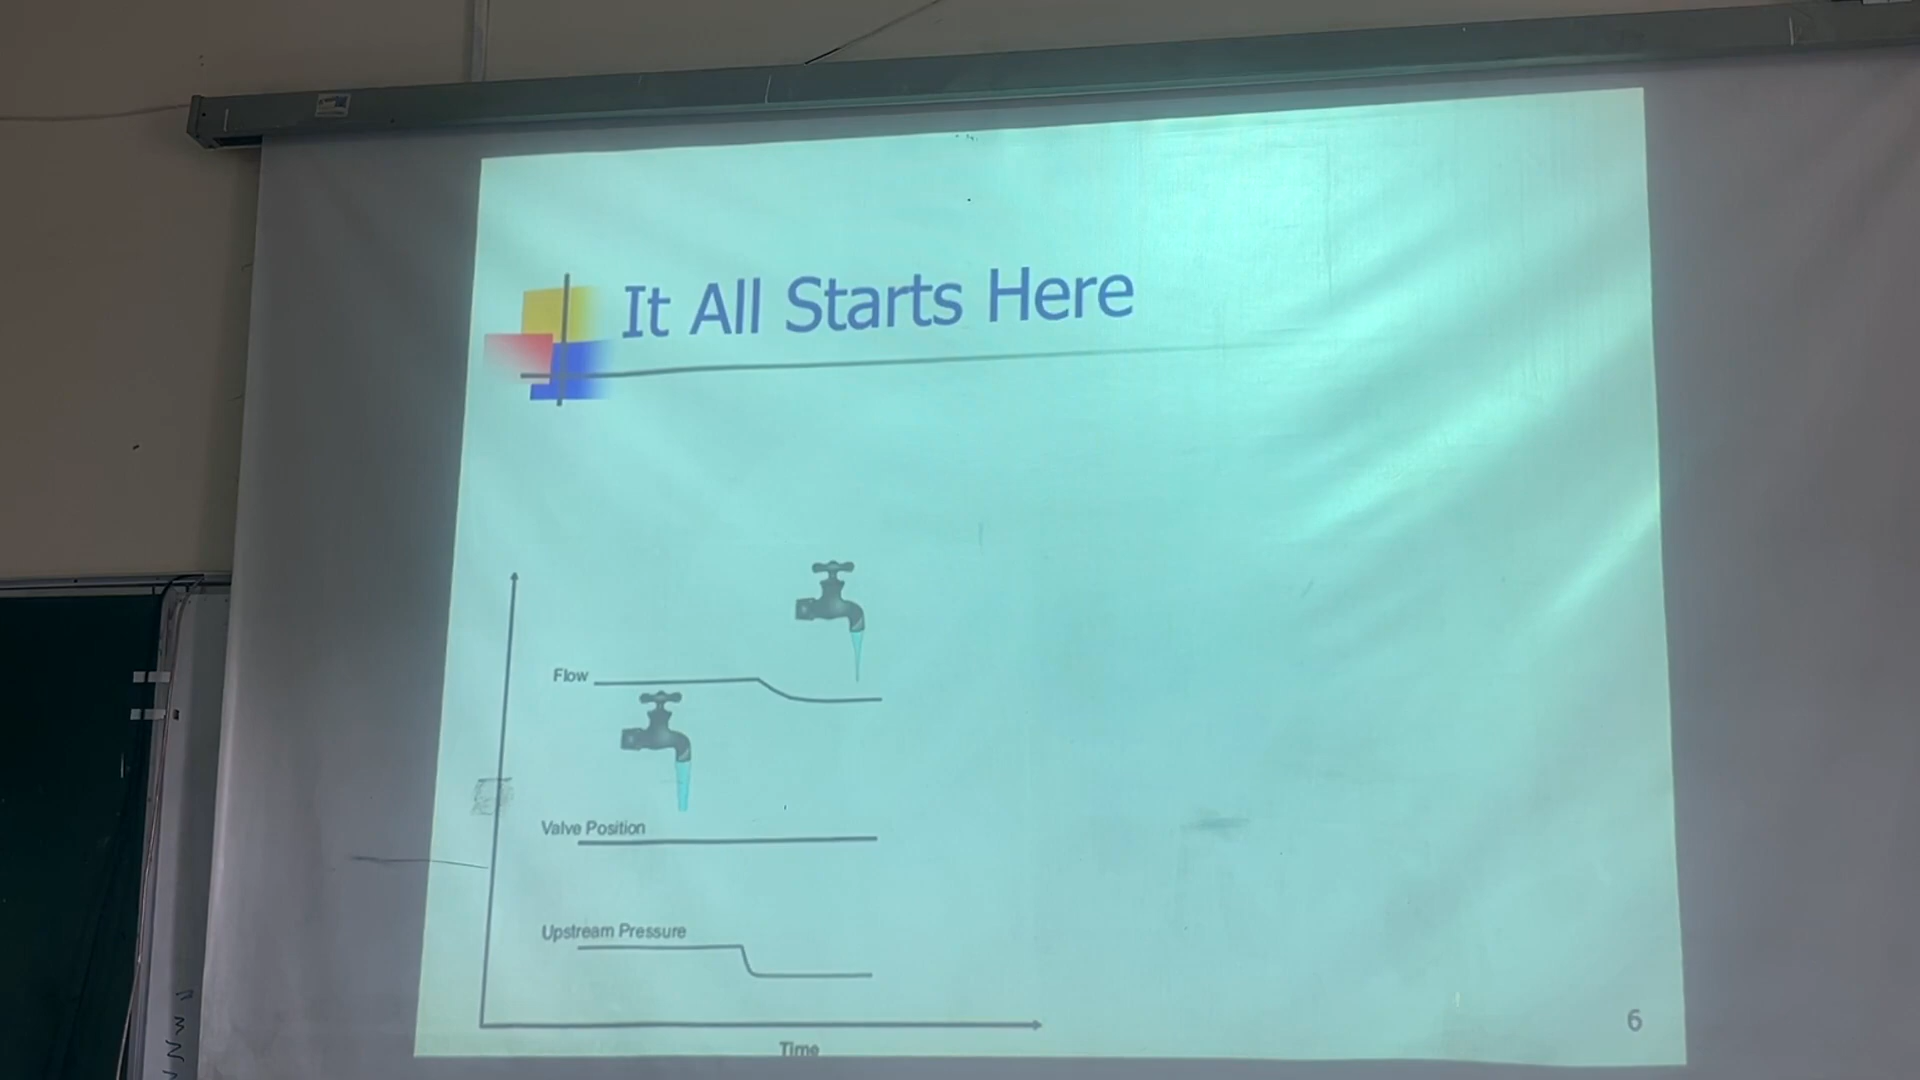 It All Starts Here
Flow
Valve Position
Upstream Pressure
Time
6